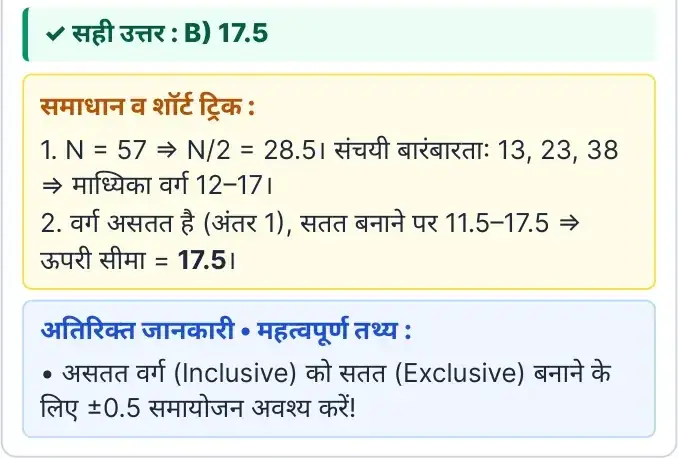 ✓ सही उत्तर : B) 17.5
समाधान व शॉर्ट ट्रिक :
1. N = 57 ⇒ N/2 = 28.5। संचयी बारंबारताः 13, 23, 38
⇒ माध्यिका वर्ग 12–17।
2. वर्ग असतत है (अंतर 1), सतत बनाने पर 11.5–17.5 ⇒
ऊपरी सीमा = 17.5।
अतिरिक्त जानकारी • महत्वपूर्ण तथ्य :
• असतत वर्ग (Inclusive) को सतत (Exclusive) बनाने के
लिए ±0.5 समायोजन अवश्य करें!